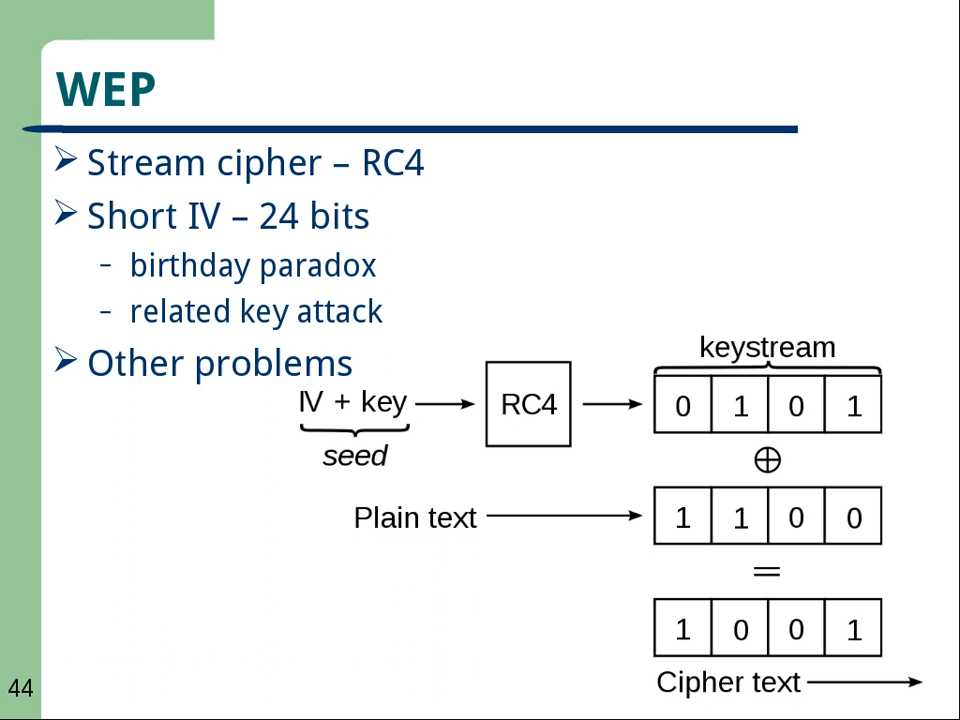 WEP
Stream cipher – RC4
Short IV – 24 bits
– birthday paradox
– related key attack
Other problems
keystream
IV + key
RC4
0 1 0 1
seed
⊕
Plain text
1 1 0 0
=
1 0 0 1
Cipher text
44